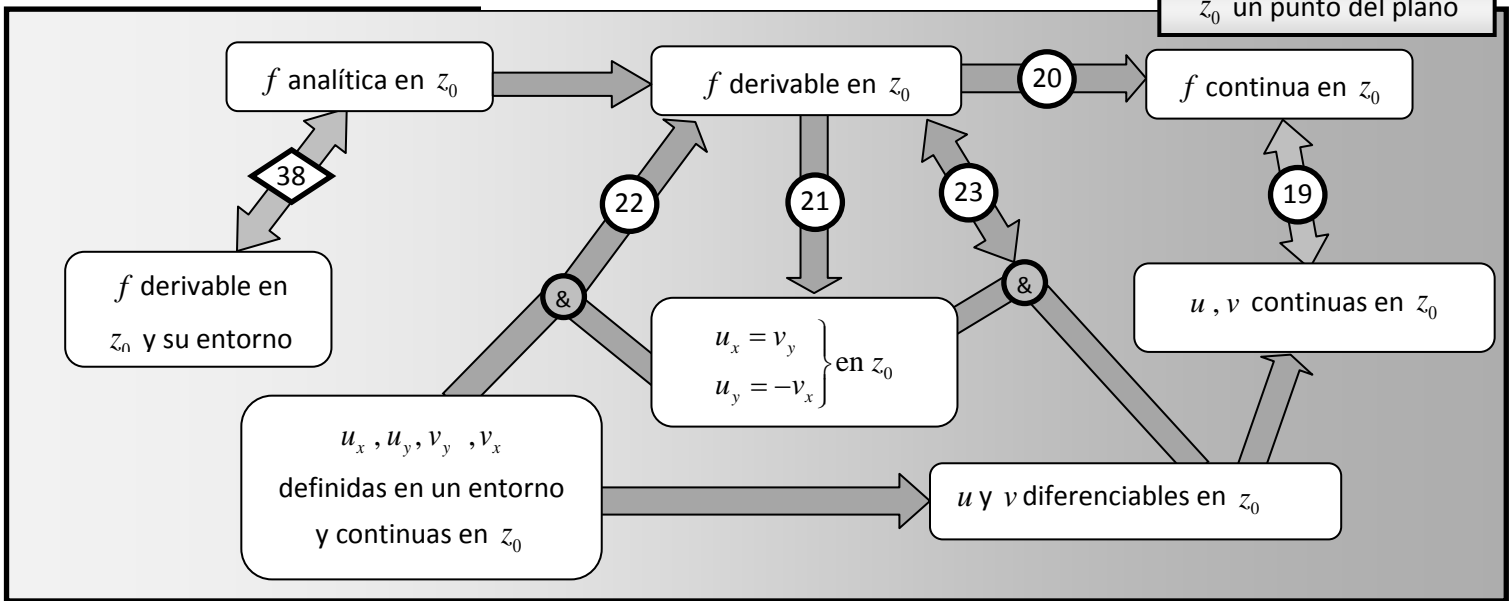 z₀ un punto del plano
f analítica en z₀
f derivable en z₀
20
f continua en z₀
38
22
21
23
19
f derivable en
z₀ y su entorno
&
u_x = v_y
u_y = −v_x } en z₀
&
u , v continuas en z₀
u_x , u_y, v_y , v_x
definidas en un entorno
y continuas en z₀
u y v diferenciables en z₀